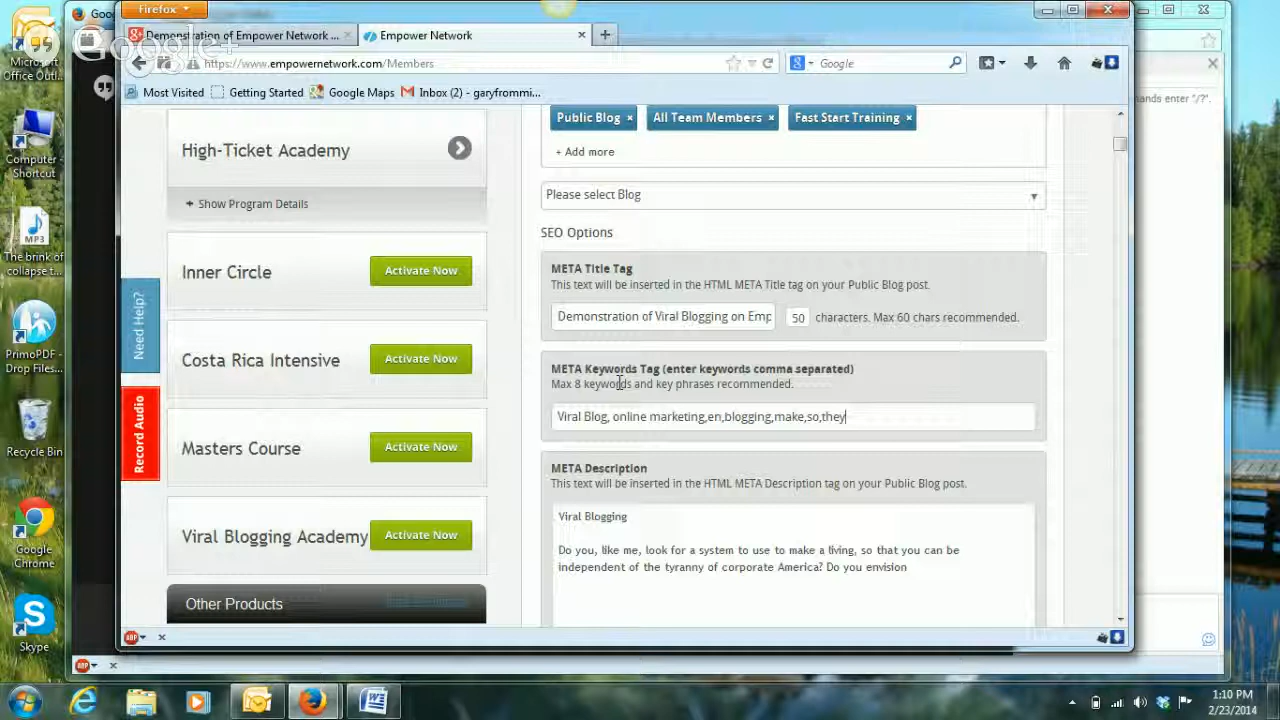 Firefox
Goo
Demonstration of Empower Network ...
Empower Network
https://www.empowernetwork.com/Members
Google
Google+
Most Visited
Getting Started
Google Maps
Inbox (2) - garyfrommi...
ands enter "/?".
Microsoft
Office Outl...
Computer -
Shortcut
MP3
The brink of
collapse t...
PrimoPDF -
Drop Files...
Recycle Bin
Google
Chrome
Skype
Need Help?
Record Audio
High-Ticket Academy
+ Show Program Details
Inner Circle
Activate Now
Costa Rica Intensive
Activate Now
Masters Course
Activate Now
Viral Blogging Academy
Activate Now
Other Products
Public Blog ×
All Team Members ×
Fast Start Training ×
+ Add more
Please select Blog
SEO Options
META Title Tag
This text will be inserted in the HTML META Title tag on your Public Blog post.
Demonstration of Viral Blogging on Emp
50 characters. Max 60 chars recommended.
META Keywords Tag (enter keywords comma separated)
Max 8 keywords and key phrases recommended.
Viral Blog, online marketing,en,blogging,make,so,they
META Description
This text will be inserted in the HTML META Description tag on your Public Blog post.
Viral Blogging
Do you, like me, look for a system to use to make a living, so that you can be
independent of the tyranny of corporate America? Do you envision
ABP
ABP
1:10 PM
2/23/2014